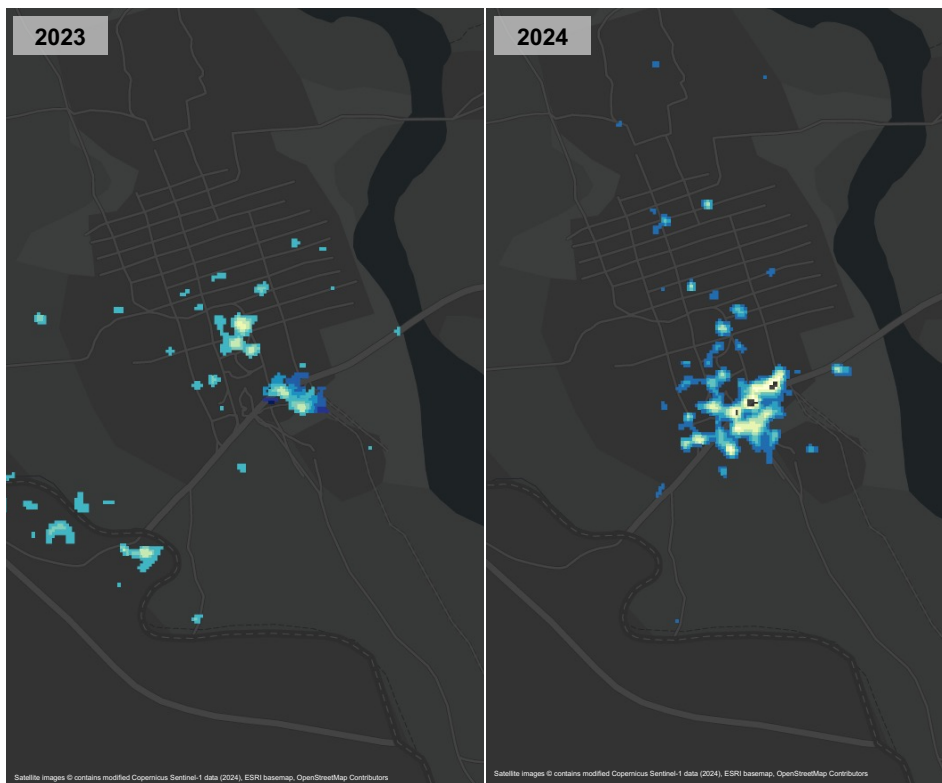 2023
2024
Satellite images © contains modified Copernicus Sentinel-1 data (2024), ESRI basemap, OpenStreetMap Contributors
Satellite images © contains modified Copernicus Sentinel-1 data (2024), ESRI basemap, OpenStreetMap Contributors